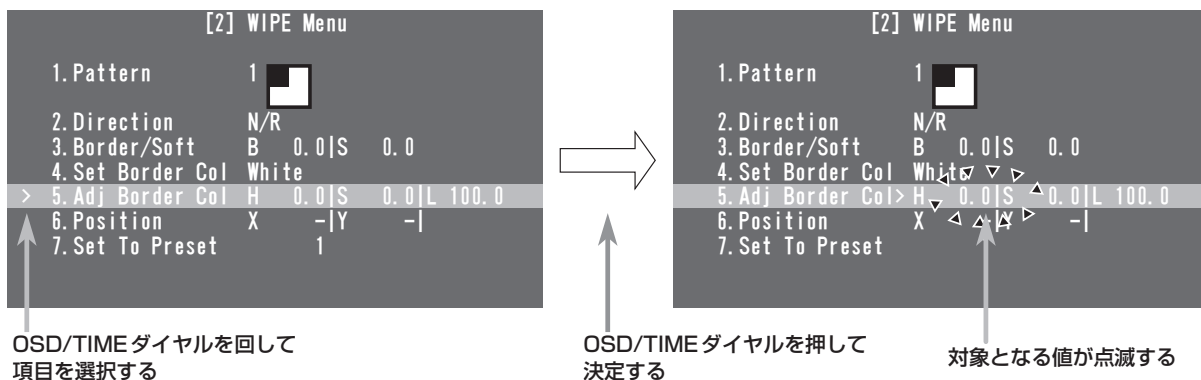 [2] WIPE Menu
1.Pattern 1
2.Direction N/R
3.Border/Soft B 0.0|S 0.0
4.Set Border Col White
> 5.Adj Border Col H 0.0|S 0.0|L 100.0
6.Position X -|Y -|
7.Set To Preset 1
OSD/TIMEダイヤルを回して
項目を選択する
[2] WIPE Menu
1.Pattern 1
2.Direction N/R
3.Border/Soft B 0.0|S 0.0
4.Set Border Col White
5.Adj Border Col> H 0.0|S 0.0|L 100.0
6.Position X -|Y -|
7.Set To Preset
OSD/TIMEダイヤルを押して
決定する
対象となる値が点滅する